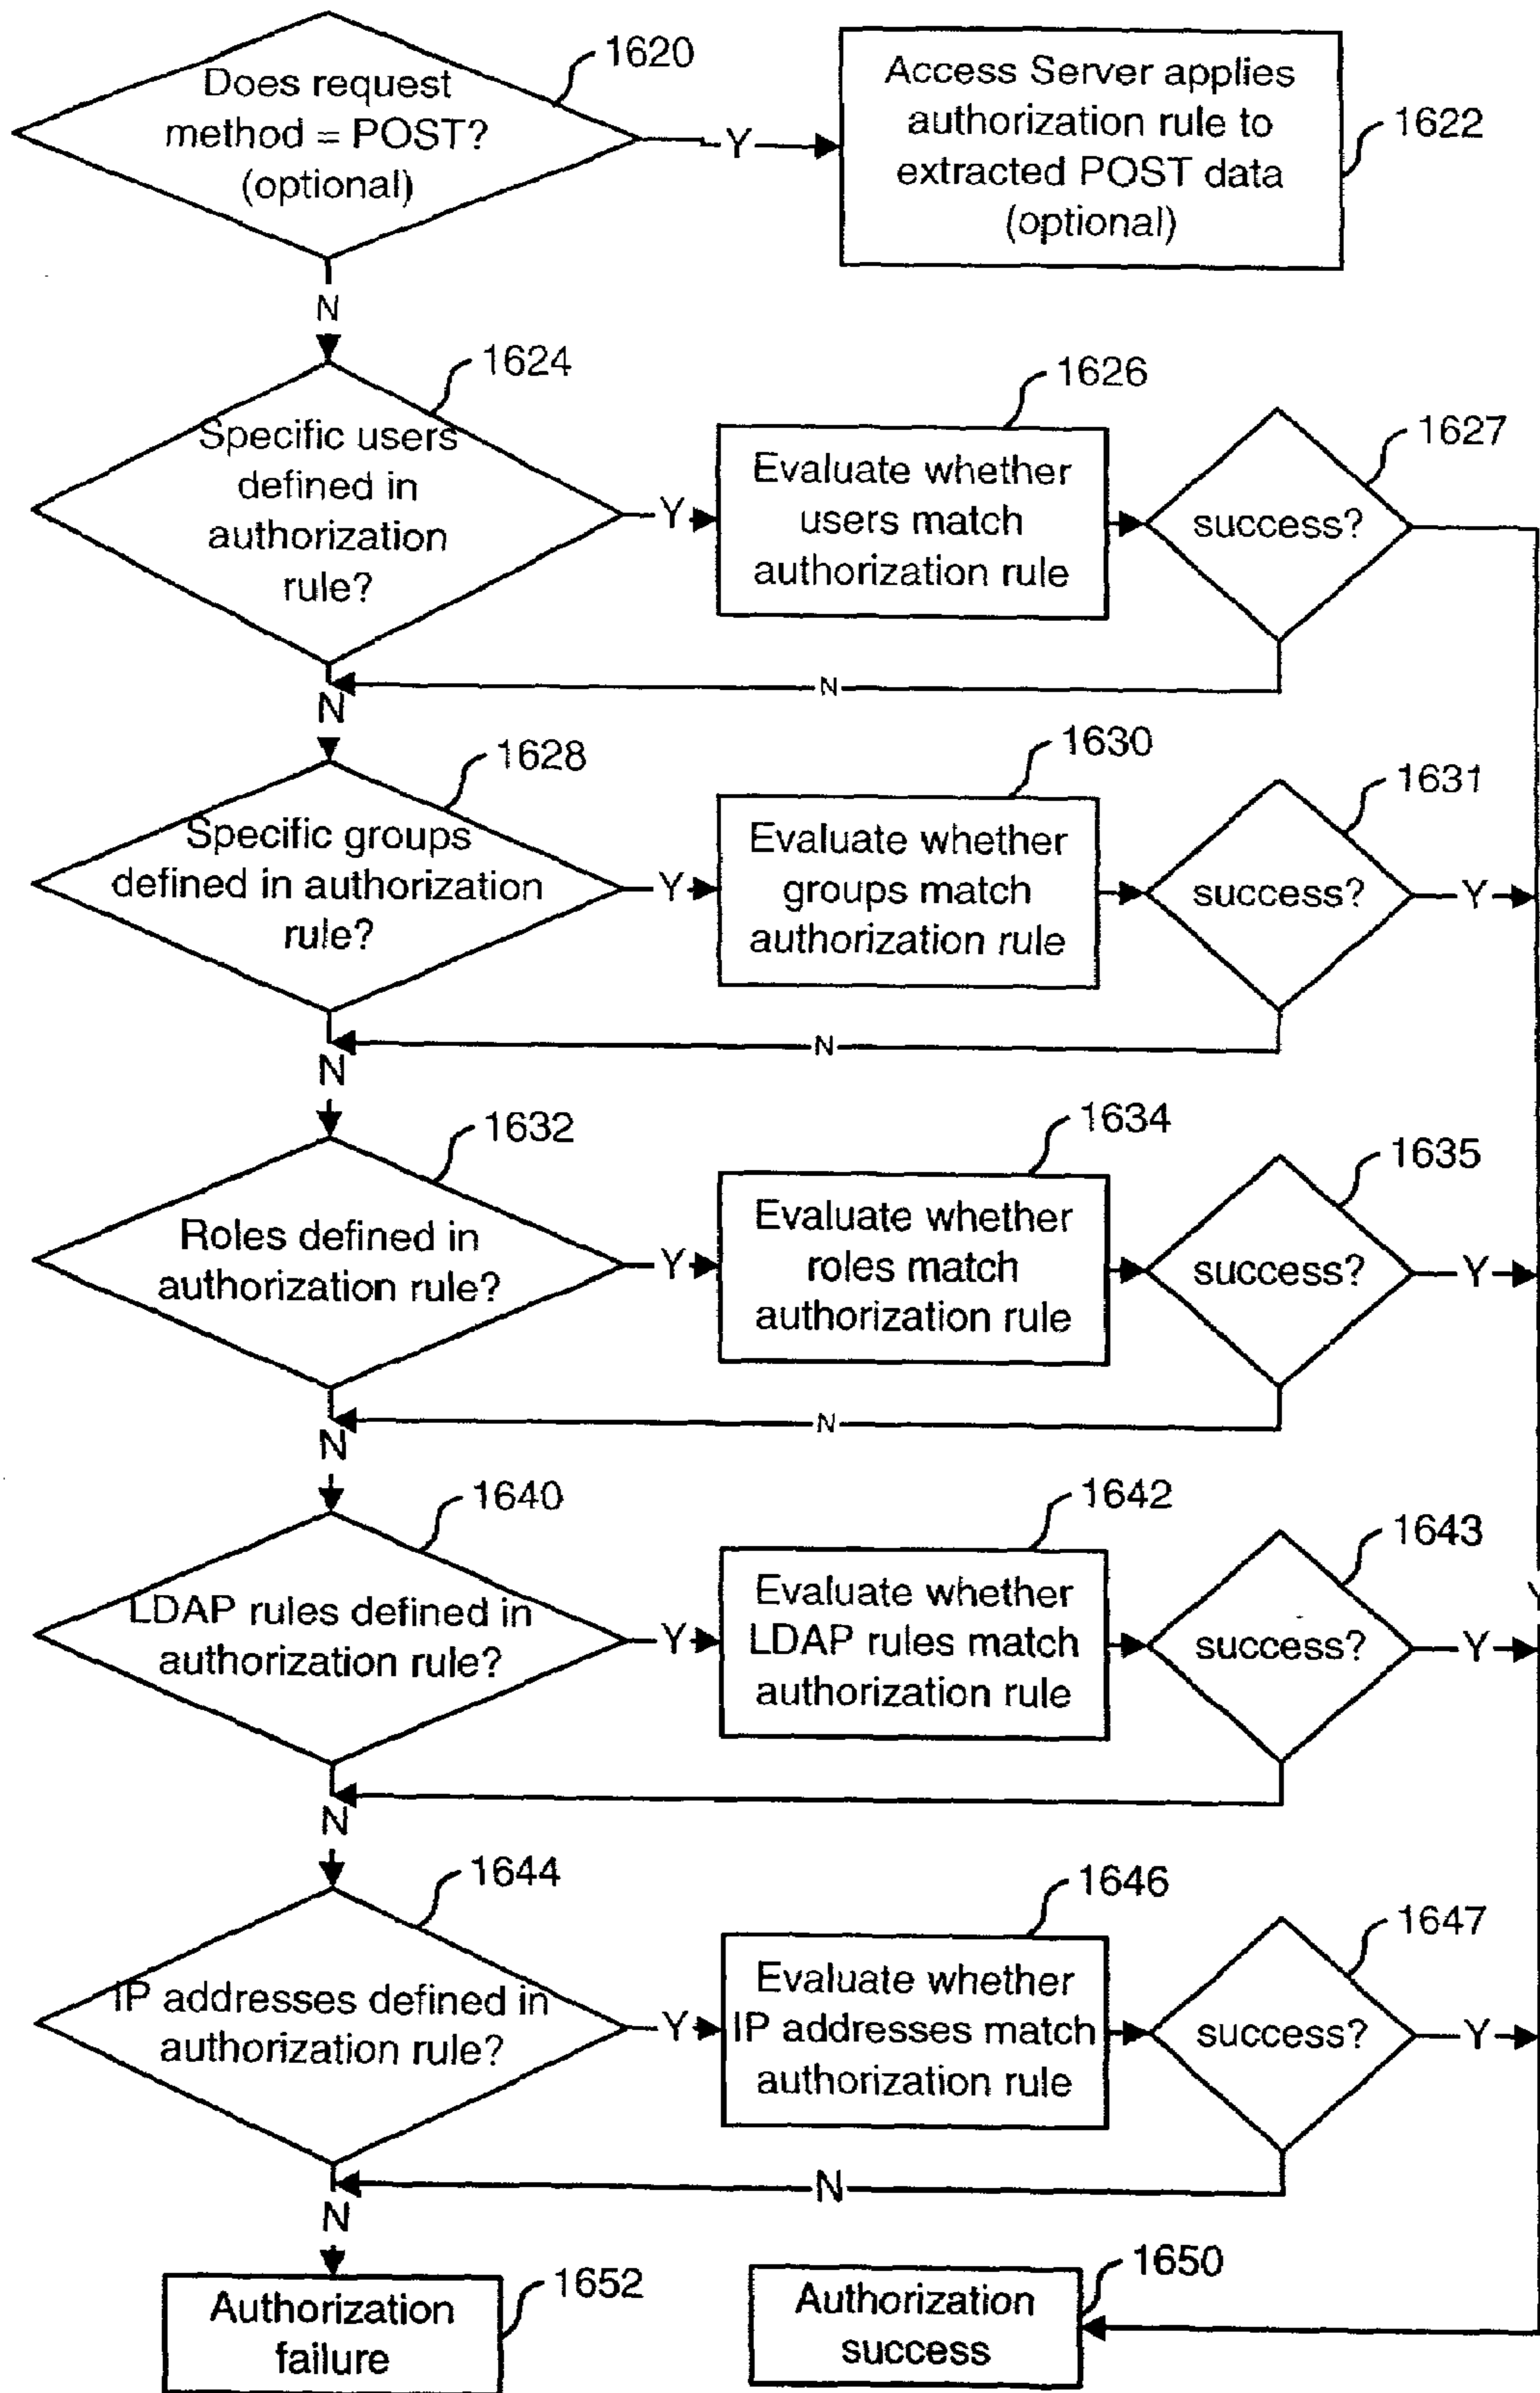 1620
Does request
method = POST?
(optional)
Y
Access Server applies
authorization rule to
extracted POST data
(optional)
1622
N
1624
Specific users
defined in
authorization
rule?
Y
1626
Evaluate whether
users match
authorization rule
1627
success?
N
N
1628
Specific groups
defined in authorization
rule?
Y
1630
Evaluate whether
groups match
authorization rule
1631
success?
Y
N
N
1632
Roles defined in
authorization rule?
Y
1634
Evaluate whether
roles match
authorization rule
1635
success?
Y
N
N
1640
LDAP rules defined in
authorization rule?
Y
1642
Evaluate whether
LDAP rules match
authorization rule
1643
success?
Y
Y
N
1644
IP addresses defined in
authorization rule?
Y
1646
Evaluate whether
IP addresses match
authorization rule
1647
success?
Y
N
N
Authorization
failure
1652
Authorization
success
1650